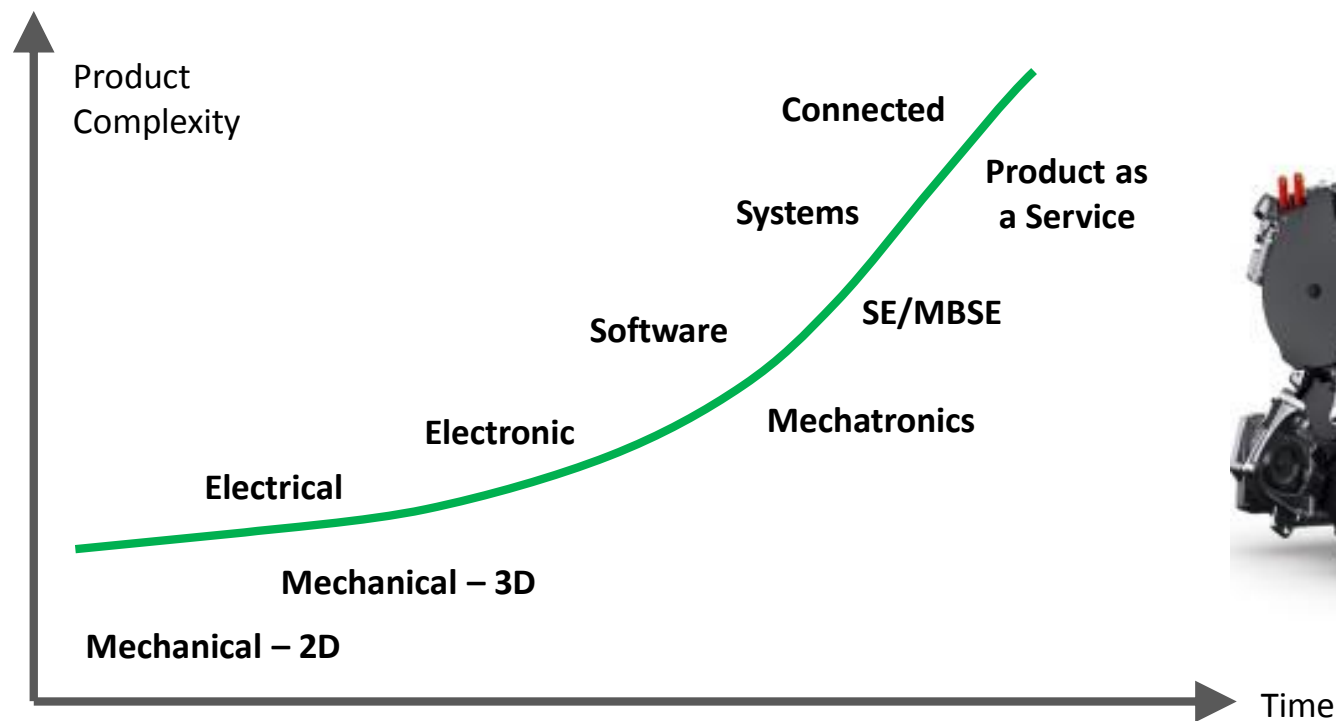 Product
Complexity
Connected
Product as
a Service
Systems
SE/MBSE
Software
Mechatronics
Electronic
Electrical
Mechanical – 3D
Mechanical – 2D
Time